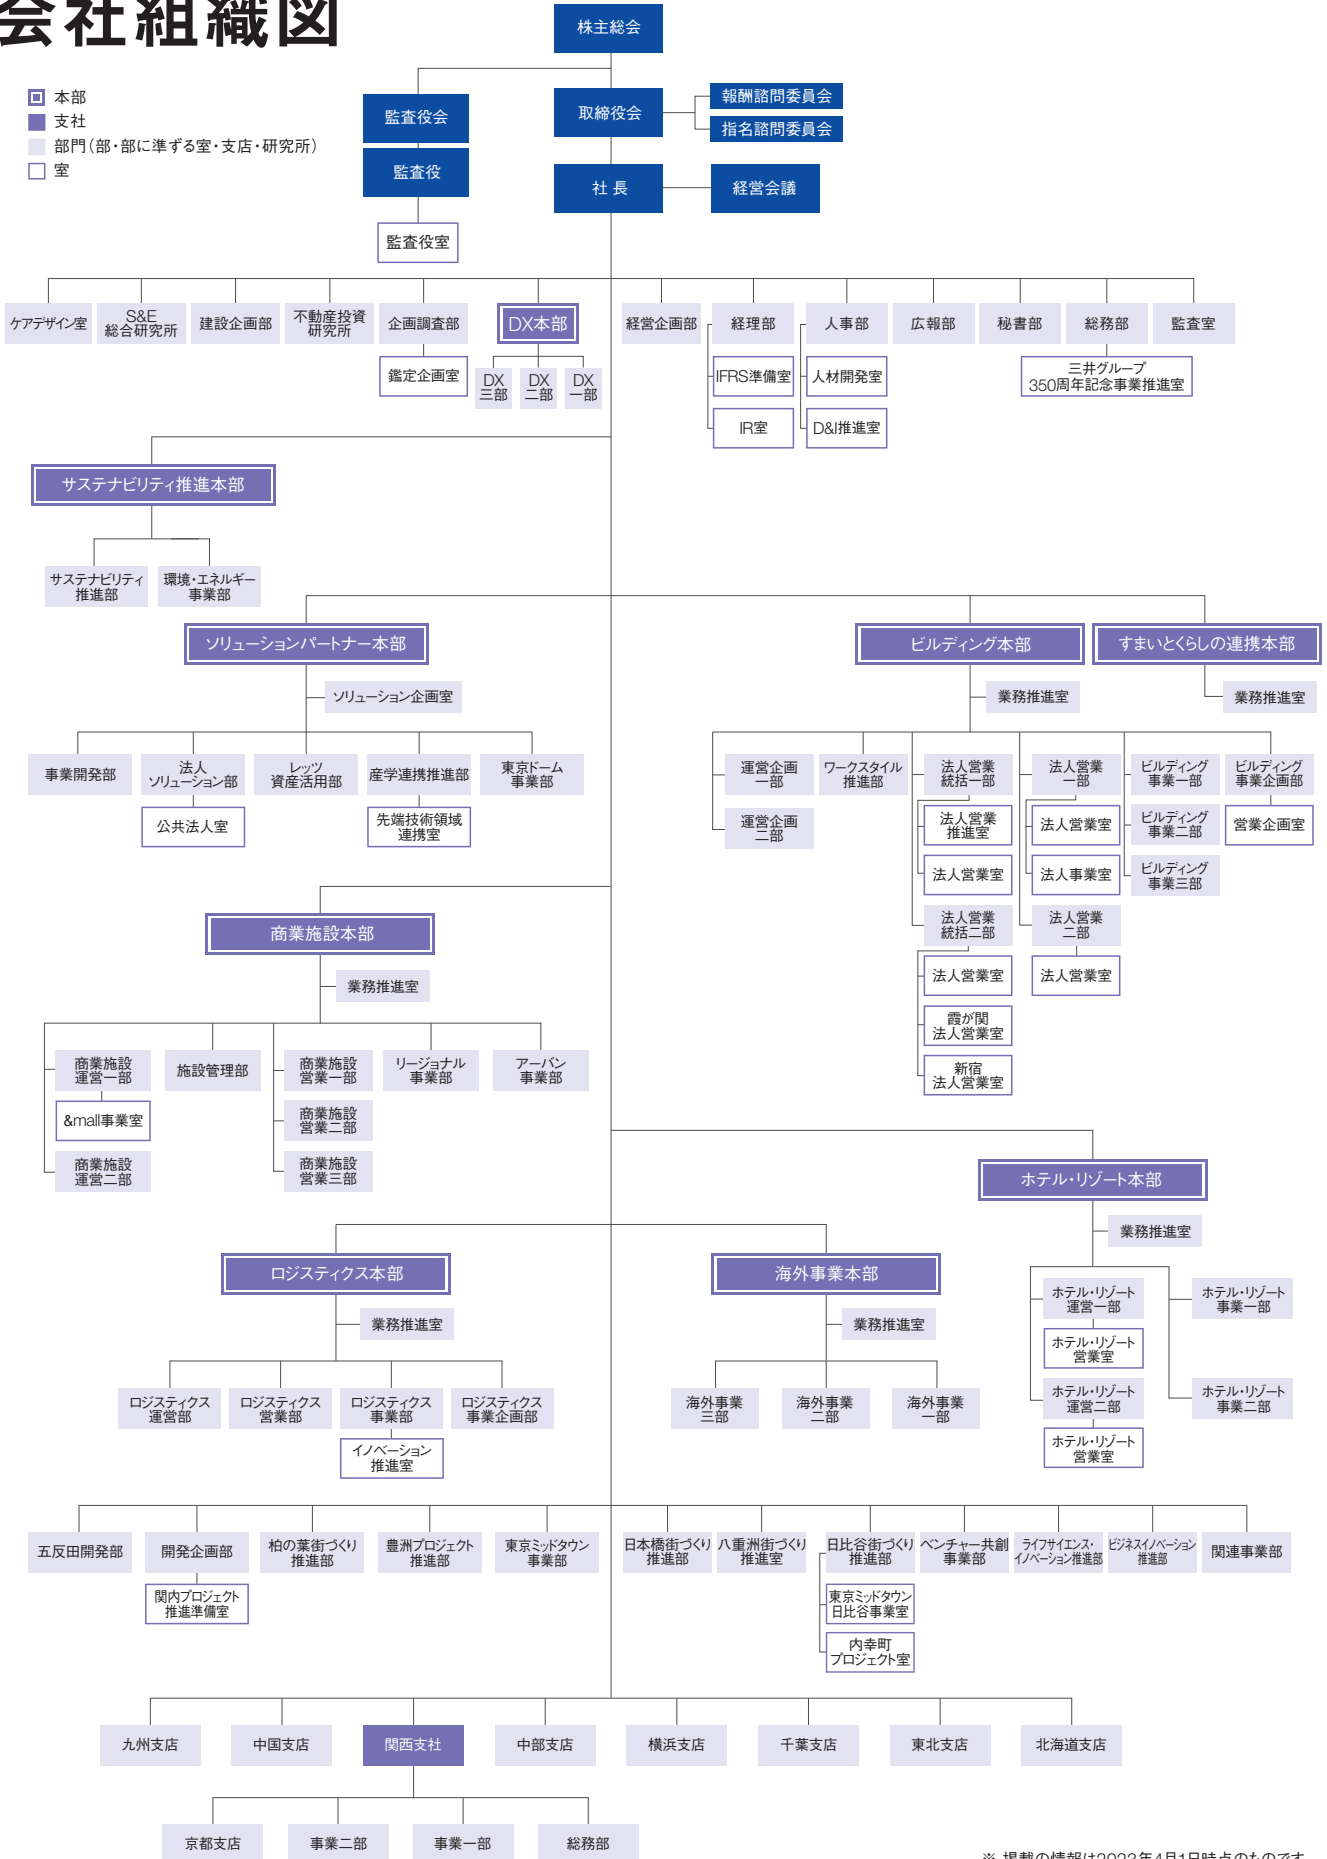 会社組織図
本部
支社
部門（部・部に準ずる室・支店・研究所）
室
株主総会
監査役会
取締役会
報酬諮問委員会
指名諮問委員会
監査役
社 長
経営会議
監査役室
ケアデザイン室
S&E
総合研究所
建設企画部
不動産投資
研究所
企画調査部
鑑定企画室
DX本部
DX
三部
DX
二部
DX
一部
経営企画部
経理部
IFRS準備室
IR室
人事部
人材開発室
D&I推進室
広報部
秘書部
総務部
三井グループ
350周年記念事業推進室
監査室
サステナビリティ推進本部
サステナビリティ
推進部
環境・エネルギー
事業部
ソリューションパートナー本部
ソリューション企画室
事業開発部
法人
ソリューション部
公共法人室
レッツ
資産活用部
産学連携推進部
先端技術領域
連携室
東京ドーム
事業部
ビルディング本部
業務推進室
運営企画
一部
運営企画
二部
ワークスタイル
推進部
法人営業
統括一部
法人営業
推進室
法人営業室
法人営業
統括二部
法人営業室
霞が関
法人営業室
新宿
法人営業室
法人営業
一部
法人営業室
法人事業室
法人営業
二部
法人営業室
ビルディング
事業一部
ビルディング
事業二部
ビルディング
事業三部
ビルディング
事業企画部
営業企画室
すまいとくらしの連携本部
業務推進室
商業施設本部
業務推進室
商業施設
運営一部
&mall事業室
商業施設
運営二部
施設管理部
商業施設
営業一部
商業施設
営業二部
商業施設
営業三部
リージョナル
事業部
アーバン
事業部
ホテル・リゾート本部
業務推進室
ホテル・リゾート
運営一部
ホテル・リゾート
営業室
ホテル・リゾート
運営二部
ホテル・リゾート
営業室
ホテル・リゾート
事業一部
ホテル・リゾート
事業二部
ロジスティクス本部
業務推進室
ロジスティクス
運営部
ロジスティクス
営業部
ロジスティクス
事業部
イノベーション
推進室
ロジスティクス
事業企画部
海外事業本部
業務推進室
海外事業
三部
海外事業
二部
海外事業
一部
五反田開発部
開発企画部
関内プロジェクト
推進準備室
柏の葉街づくり
推進部
豊洲プロジェクト
推進部
東京ミッドタウン
事業部
日本橋街づくり
推進部
八重洲街づくり
推進室
日比谷街づくり
推進部
東京ミッドタウン
日比谷事業室
内幸町
プロジェクト室
ベンチャー共創
事業部
ライフサイエンス・
イノベーション推進部
ビジネスイノベーション
推進部
関連事業部
九州支店
中国支店
関西支社
中部支店
横浜支店
千葉支店
東北支店
北海道支店
京都支店
事業二部
事業一部
総務部
※ 掲載の情報は2023年4月1日時点のものです